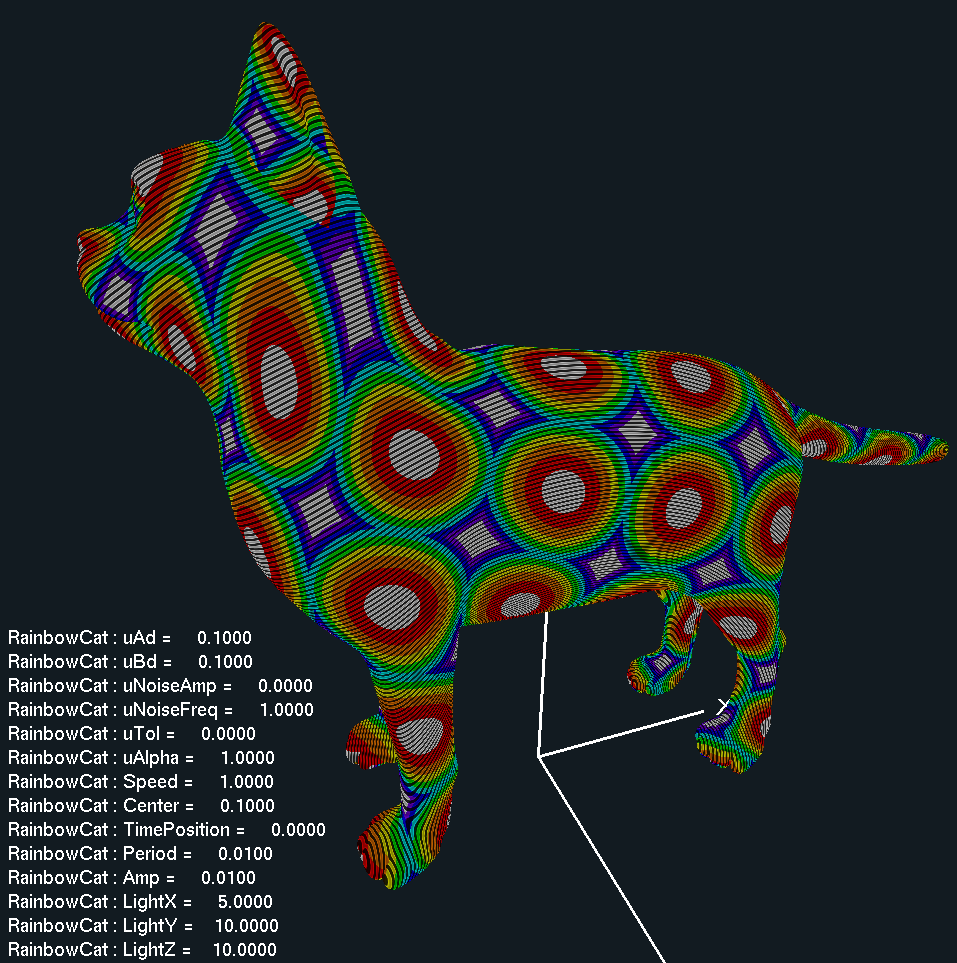 X
RainbowCat : uAd = 0.1000
RainbowCat : uBd = 0.1000
RainbowCat : uNoiseAmp = 0.0000
RainbowCat : uNoiseFreq = 1.0000
RainbowCat : uTol = 0.0000
RainbowCat : uAlpha = 1.0000
RainbowCat : Speed = 1.0000
RainbowCat : Center = 0.1000
RainbowCat : TimePosition = 0.0000
RainbowCat : Period = 0.0100
RainbowCat : Amp = 0.0100
RainbowCat : LightX = 5.0000
RainbowCat : LightY = 10.0000
RainbowCat : LightZ = 10.0000